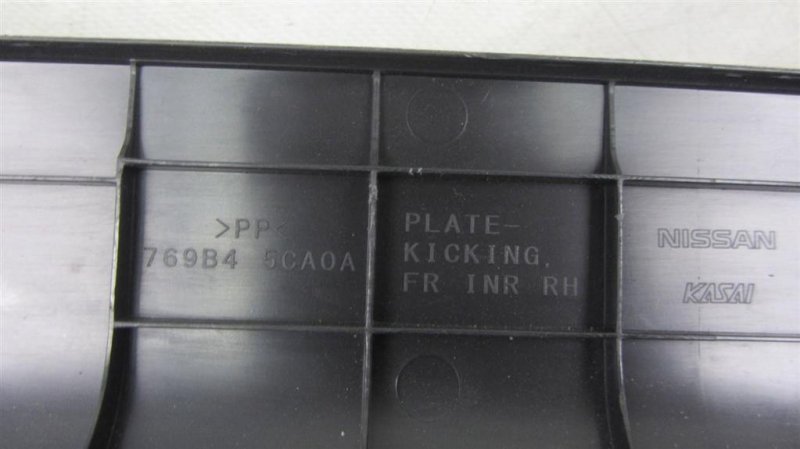 >PP<
769B4 5CA0A
PLATE-
KICKING,
FR INR RH
NISSAN
KASAI